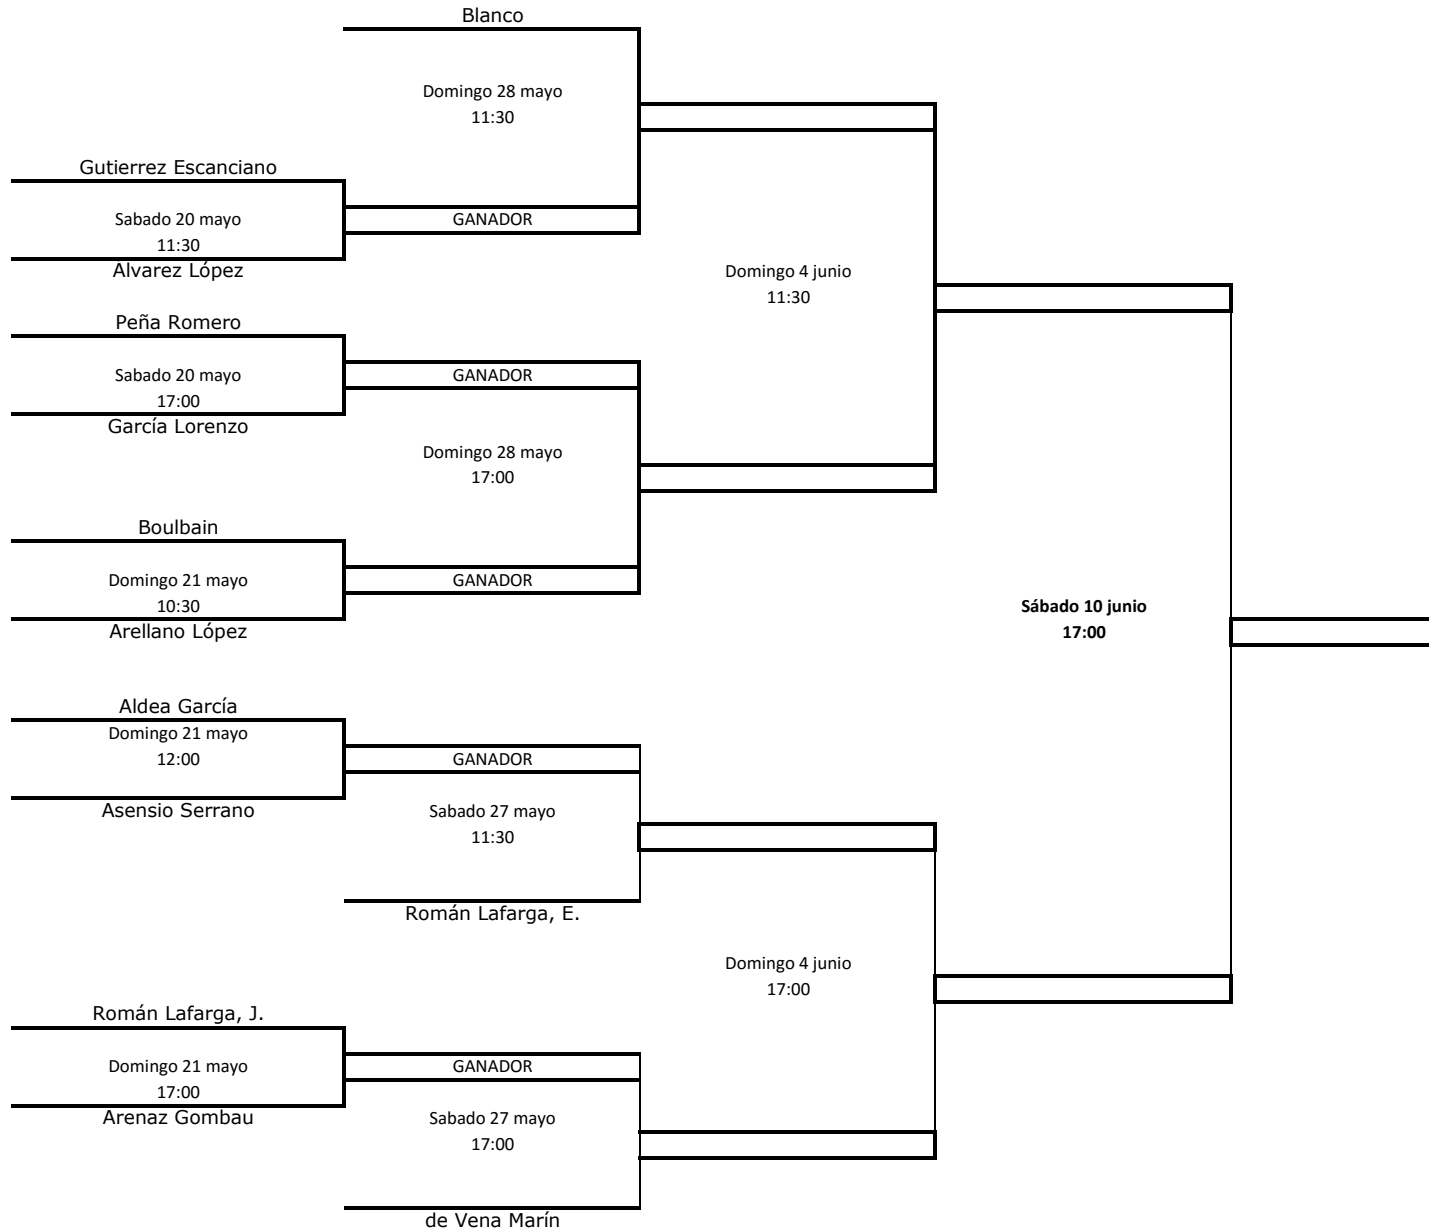 Blanco
Domingo 28 mayo
11:30
Gutierrez Escanciano
Sabado 20 mayo
11:30
GANADOR
Alvarez López
Domingo 4 junio
11:30
Peña Romero
Sabado 20 mayo
17:00
GANADOR
García Lorenzo
Domingo 28 mayo
17:00
Boulbain
Domingo 21 mayo
10:30
GANADOR
Arellano López
Sábado 10 junio
17:00
Aldea García
Domingo 21 mayo
12:00
GANADOR
Asensio Serrano
Sabado 27 mayo
11:30
Román Lafarga, E.
Domingo 4 junio
17:00
Román Lafarga, J.
Domingo 21 mayo
17:00
GANADOR
Arenaz Gombau
Sabado 27 mayo
17:00
de Vena Marín